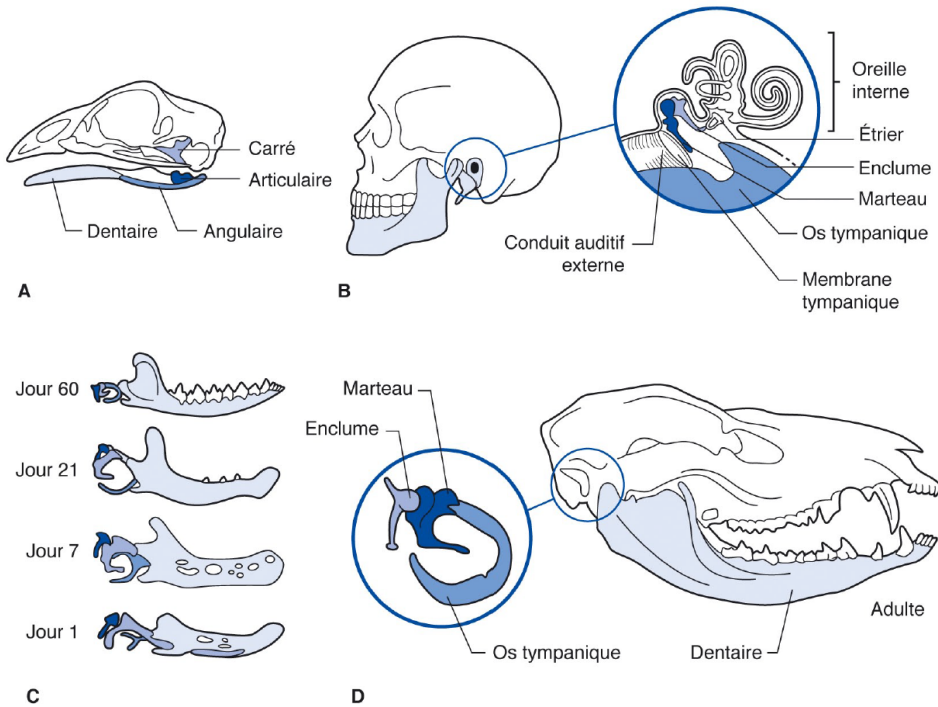 Carré
Articulaire
Dentaire
Angulaire
A
Oreille
interne
Étrier
Enclume
Marteau
Os tympanique
Conduit auditif
externe
Membrane
tympanique
B
Jour 60
Jour 21
Jour 7
Jour 1
C
Marteau
Enclume
Os tympanique
Dentaire
Adulte
D